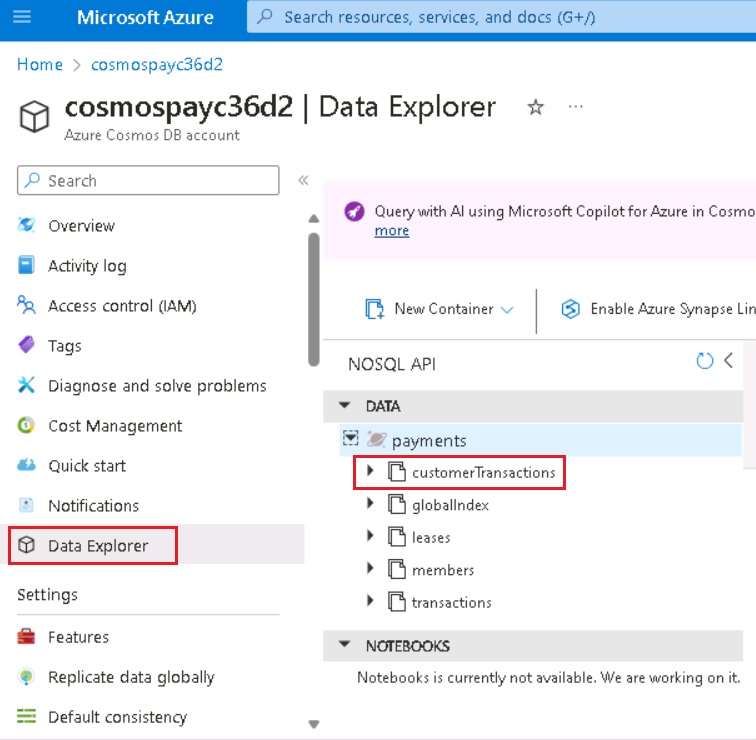 Microsoft Azure
Search resources, services, and docs (G+/)
Home > cosmospayc36d2
cosmospayc36d2 | Data Explorer
Azure Cosmos DB account
Search
Overview
Activity log
Access control (IAM)
Tags
Diagnose and solve problems
Cost Management
Quick start
Notifications
Data Explorer
Settings
Features
Replicate data globally
Default consistency
Query with AI using Microsoft Copilot for Azure in Cosmo
more
New Container
Enable Azure Synapse Lin
NOSQL API
DATA
payments
customerTransactions
globalIndex
leases
members
transactions
NOTEBOOKS
Notebooks is currently not available. We are working on it.